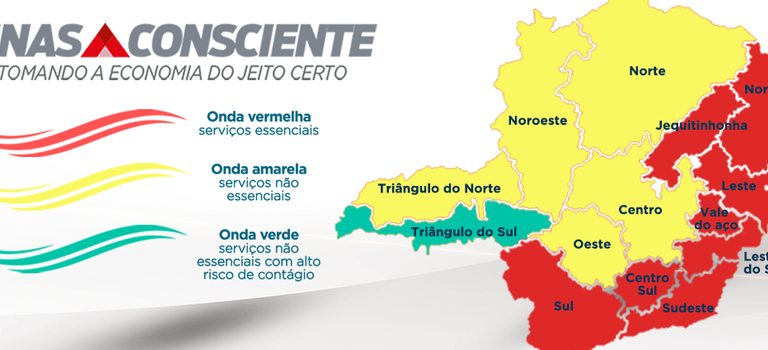 NAS CONSCIENTE
TOMANDO A ECONOMIA DO JEITO CERTO
Onda vermelha
serviços essenciais
Onda amarela
serviços não
essenciais
Onda verde
serviços não
essenciais com alto
risco de contágio
Norte
Nor
Noroeste
Jequitinhonha
Triângulo do Norte
Leste
Centro
Vale
do aço
Triângulo do Sul
Oeste
Lest
do S
Centro
Sul
Sul
Sudeste